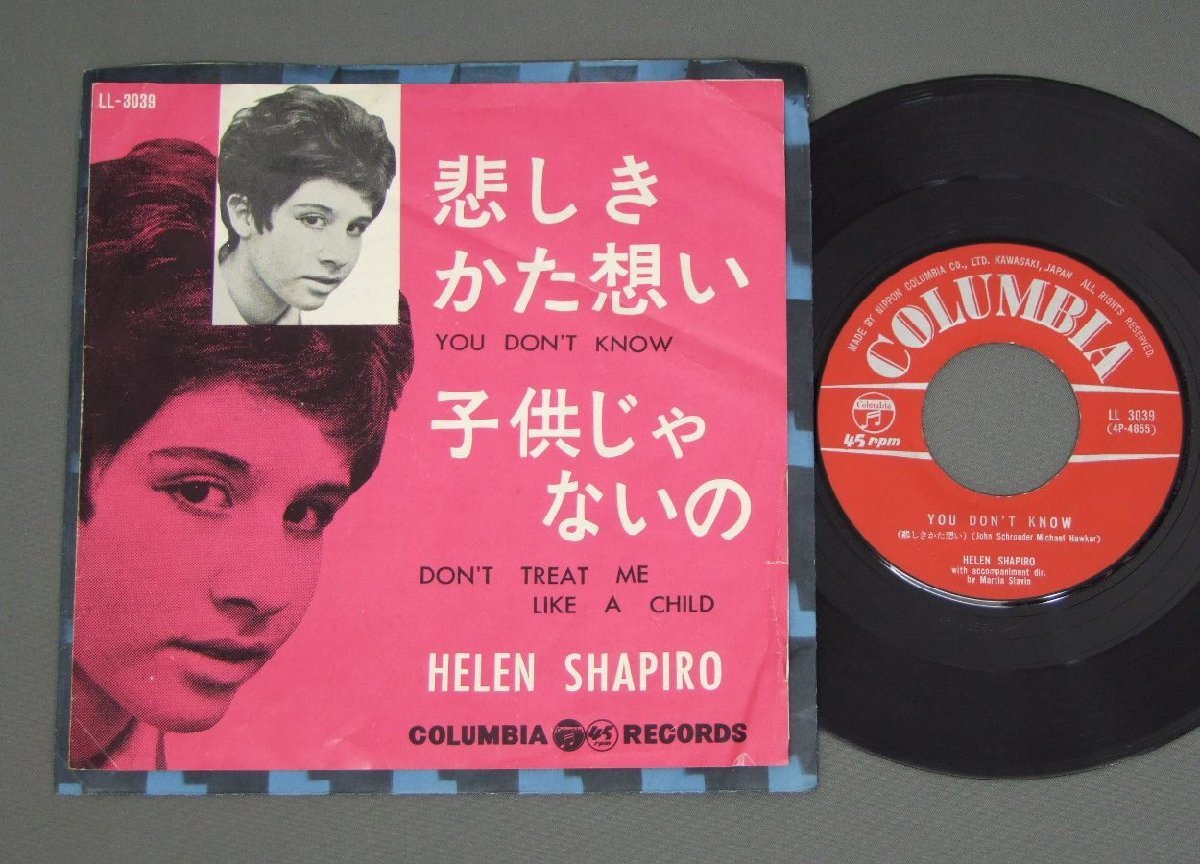 LL-3039
悲しき
かた想い
YOU DON'T KNOW
子供じゃ
ないの
DON'T TREAT ME
LIKE A CHILD
HELEN SHAPIRO
COLUMBIA 45 rpm RECORDS
MADE BY NIPPON COLUMBIA CO., LTD. KAWASAKI, JAPAN ALL RIGHTS RESERVED.
COLUMBIA
Columbia
45 rpm
LL 3039
(4P-4855)
YOU DON'T KNOW
(悲しきかた想い) (John Schroeder Michael Hawker)
HELEN SHAPIRO
with accompaniment dir.
by Martin Slavin